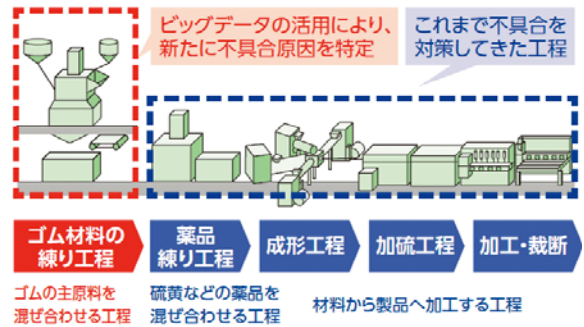 ビッグデータの活用により、
新たに不具合原因を特定
これまで不具合を
対策してきた工程
ゴム材料の
練り工程
薬品
練り工程
成形工程
加硫工程
加工・裁断
ゴムの主原料を
混ぜ合わせる工程
硫黄などの薬品を
混ぜ合わせる工程
材料から製品へ加工する工程